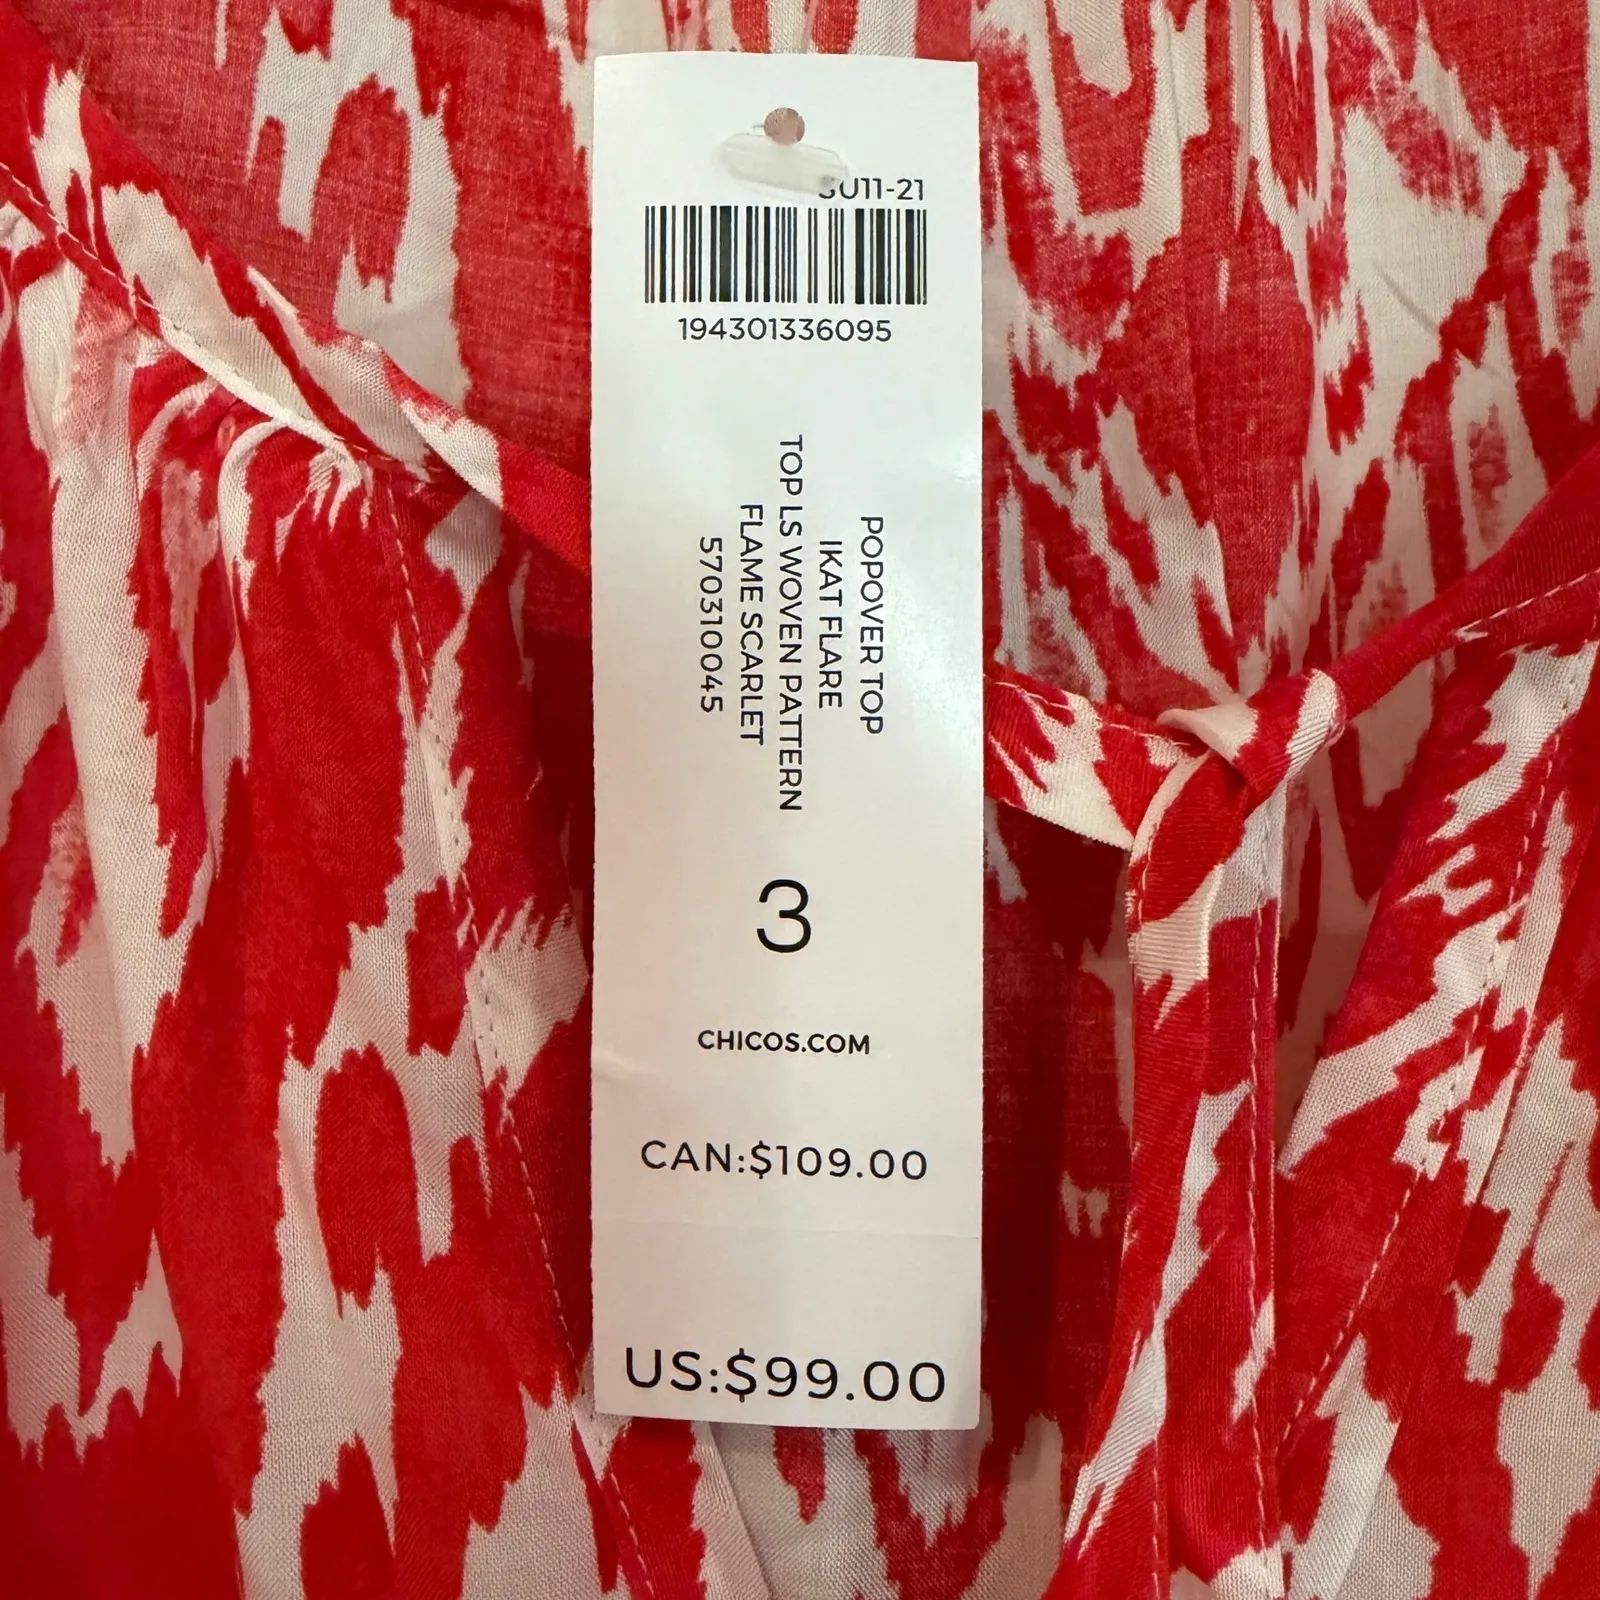 SU11-21
194301336095
POPOVER TOP
IKAT FLARE
TOP LS WOVEN PATTERN
FLAME SCARLET
570310045
3
CHICOS.COM
CAN:$109.00
US:$99.00